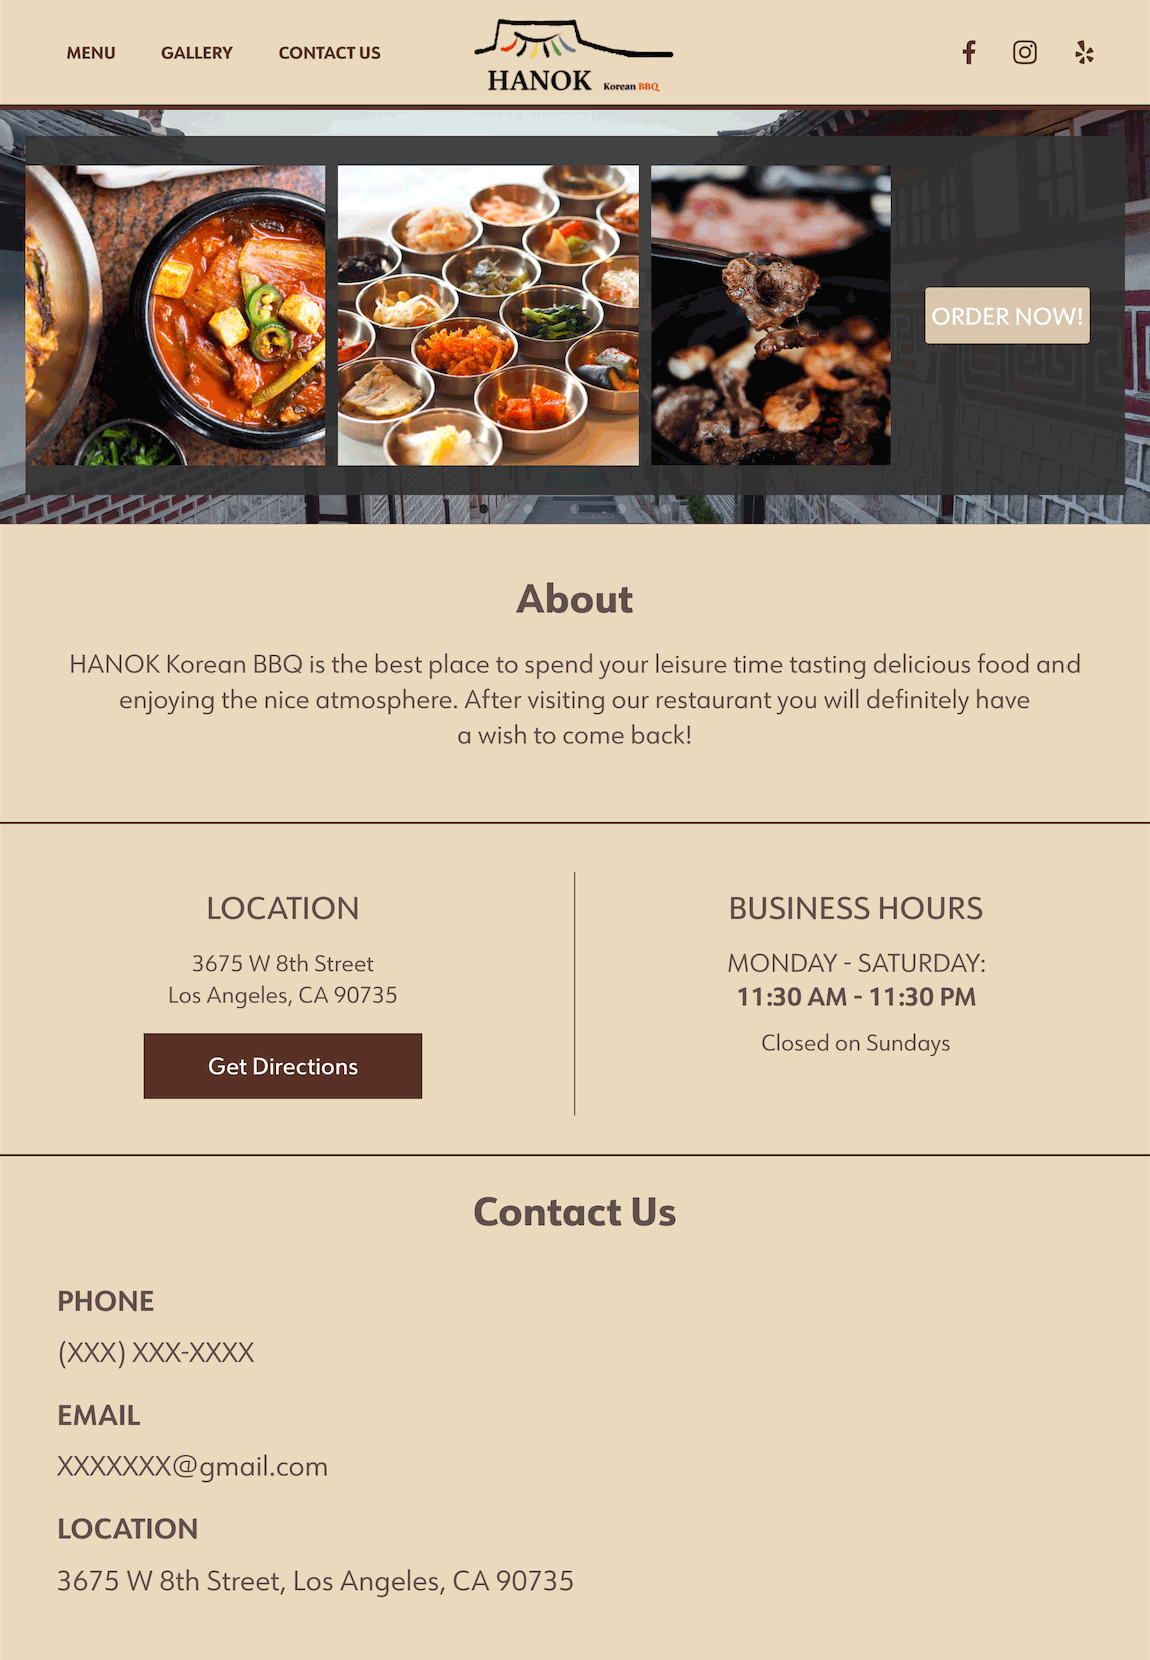 MENU GALLERY CONTACT US
HANOK Korean BBQ
ORDER NOW!
About
HANOK Korean BBQ is the best place to spend your leisure time tasting delicious food and
enjoying the nice atmosphere. After visiting our restaurant you will definitely have
a wish to come back!
LOCATION
3675 W 8th Street
Los Angeles, CA 90735
Get Directions
BUSINESS HOURS
MONDAY - SATURDAY:
11:30 AM - 11:30 PM
Closed on Sundays
Contact Us
PHONE
(XXX) XXX-XXXX
EMAIL
XXXXXXX@gmail.com
LOCATION
3675 W 8th Street, Los Angeles, CA 90735